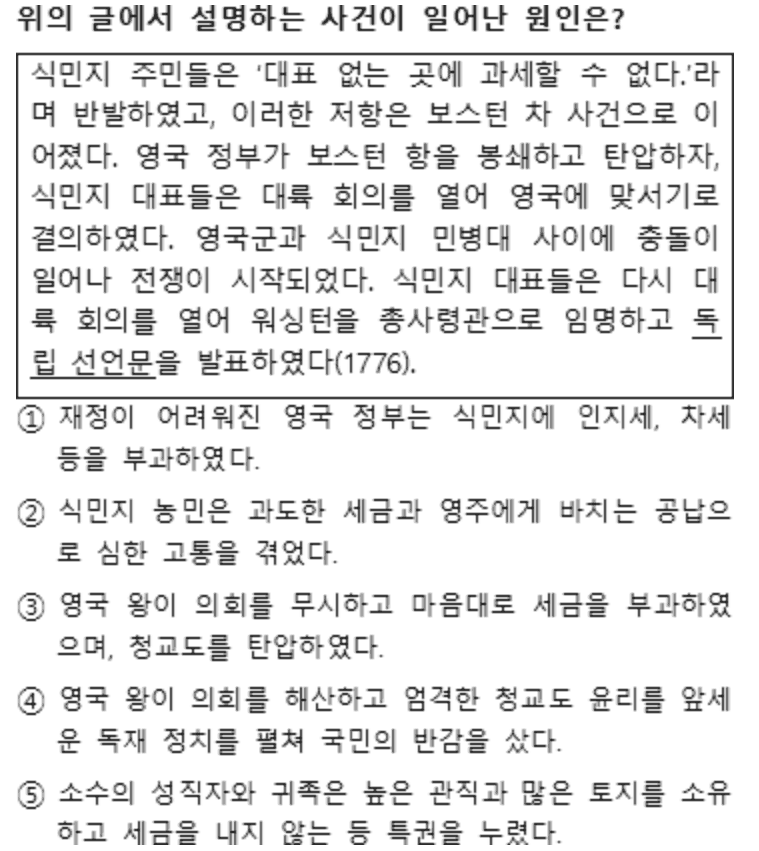 위의 글에서 설명하는 사건이 일어난 원인은?
식민지 주민들은 ‘대표 없는 곳에 과세할 수 없다.’라
며 반발하였고, 이러한 저항은 보스턴 차 사건으로 이
어졌다. 영국 정부가 보스턴 항을 봉쇄하고 탄압하자,
식민지 대표들은 대륙 회의를 열어 영국에 맞서기로
결의하였다. 영국군과 식민지 민병대 사이에 충돌이
일어나 전쟁이 시작되었다. 식민지 대표들은 다시 대
륙 회의를 열어 워싱턴을 총사령관으로 임명하고 독
립 선언문을 발표하였다(1776).
① 재정이 어려워진 영국 정부는 식민지에 인지세, 차세
등을 부과하였다.
② 식민지 농민은 과도한 세금과 영주에게 바치는 공납으
로 심한 고통을 겪었다.
③ 영국 왕이 의회를 무시하고 마음대로 세금을 부과하였
으며, 청교도를 탄압하였다.
④ 영국 왕이 의회를 해산하고 엄격한 청교도 윤리를 앞세
운 독재 정치를 펼쳐 국민의 반감을 샀다.
⑤ 소수의 성직자와 귀족은 높은 관직과 많은 토지를 소유
하고 세금을 내지 않는 등 특권을 누렸다.